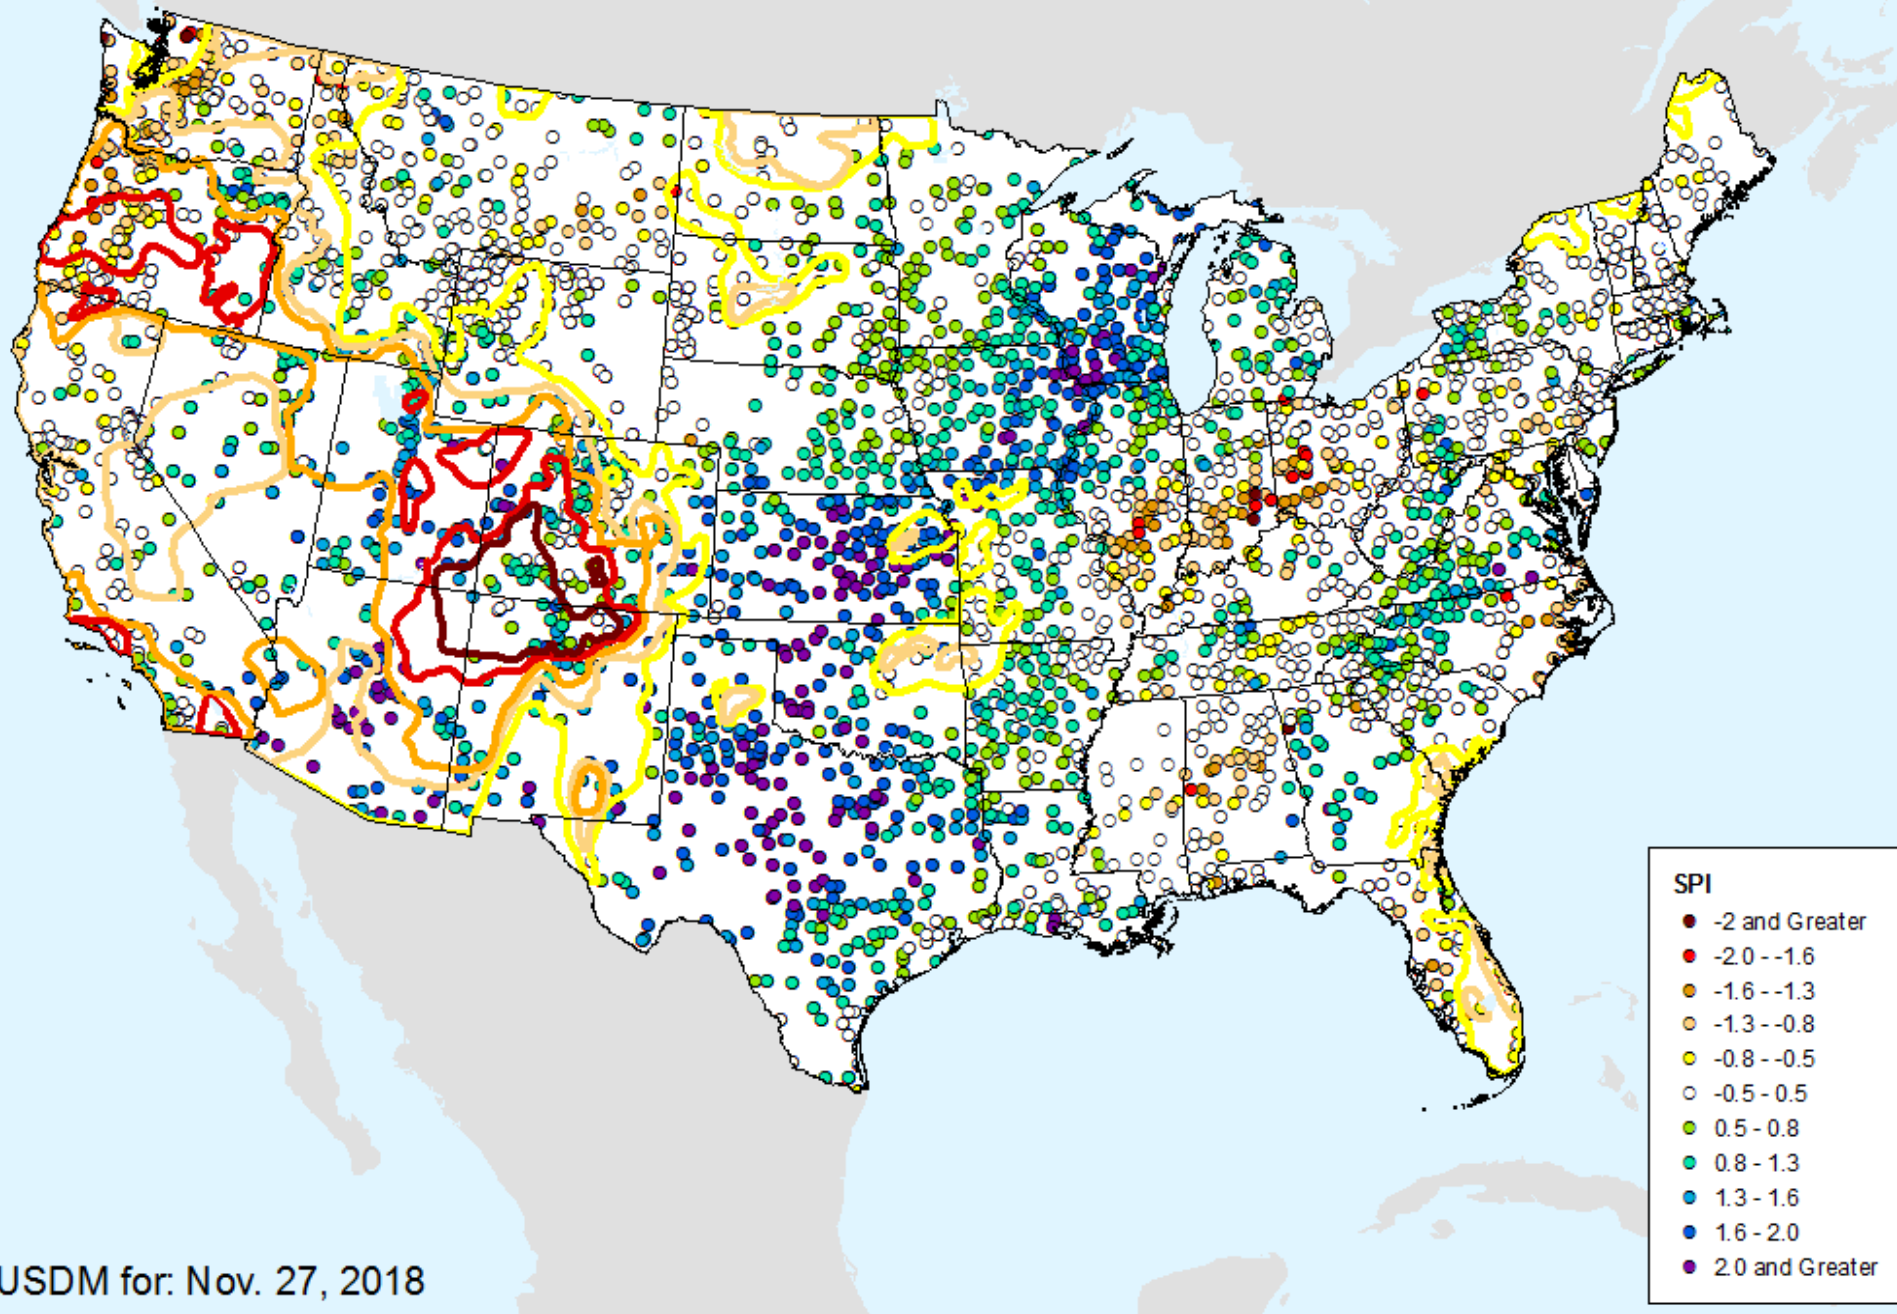 SPI
-2 and Greater
-2.0 - -1.6
-1.6 - -1.3
-1.3 - -0.8
-0.8 - -0.5
-0.5 - 0.5
0.5 - 0.8
0.8 - 1.3
1.3 - 1.6
1.6 - 2.0
2.0 and Greater
USDM for: Nov. 27, 2018